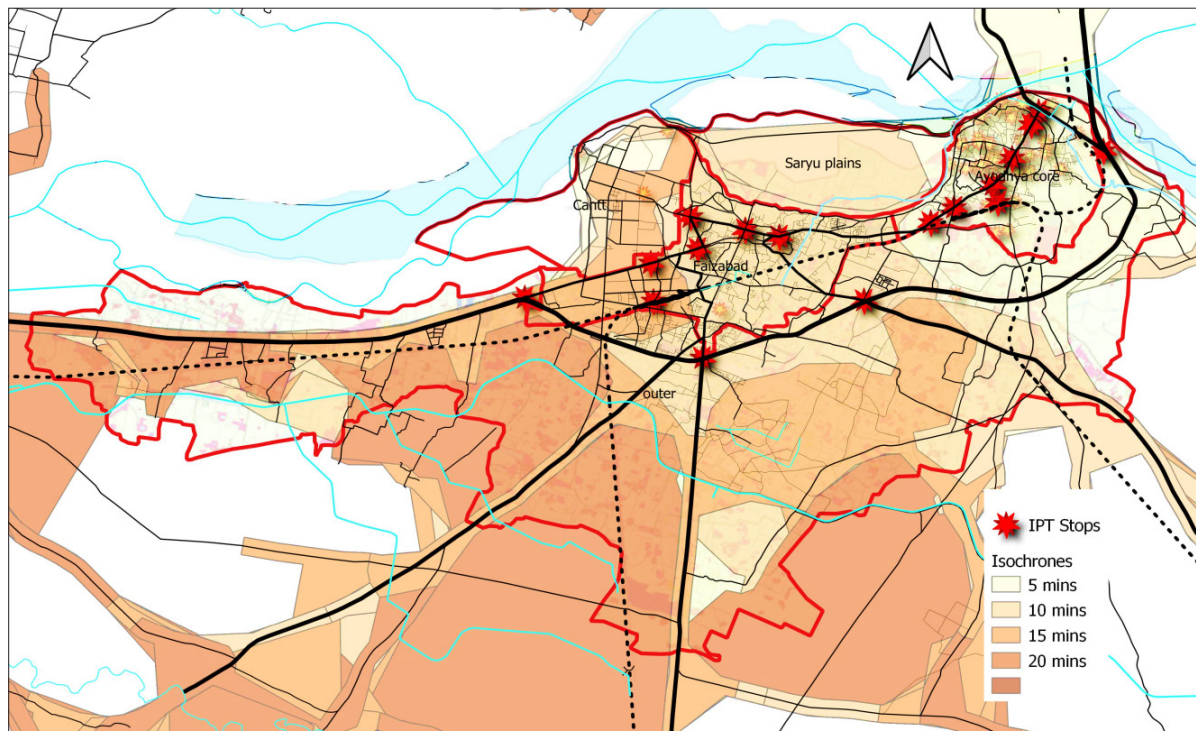 Saryu plains
Ayodhya core
Cantt
Faizabad
outer
IPT Stops
Isochrones
5 mins
10 mins
15 mins
20 mins